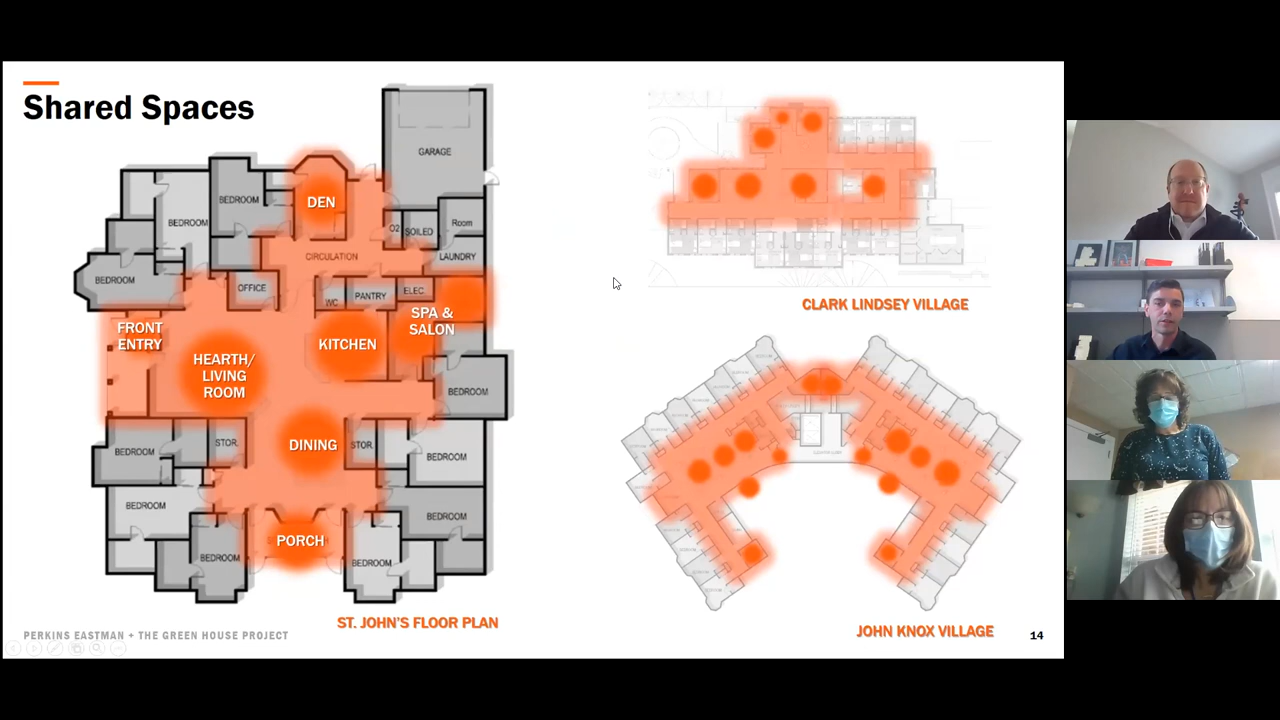 Shared Spaces
GARAGE
BEDROOM
DEN
BEDROOM
O2
SOILED
Room
CIRCULATION
LAUNDRY
BEDROOM
OFFICE
WC
PANTRY
ELEC.
SPA &
SALON
FRONT
ENTRY
HEARTH/
LIVING
ROOM
KITCHEN
BEDROOM
DINING
STOR.
STOR.
BEDROOM
BEDROOM
BEDROOM
BEDROOM
PORCH
BEDROOM
BEDROOM
ST. JOHN'S FLOOR PLAN
CLARK LINDSEY VILLAGE
JOHN KNOX VILLAGE
PERKINS EASTMAN + THE GREEN HOUSE PROJECT
14